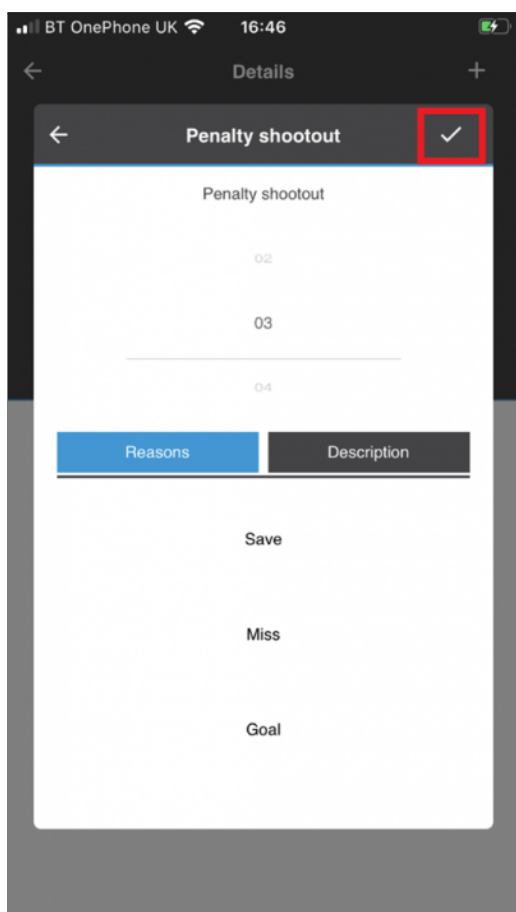 BT OnePhone UK 16:46
Details
Penalty shootout
Penalty shootout
02
03
04
Reasons Description
Save
Miss
Goal